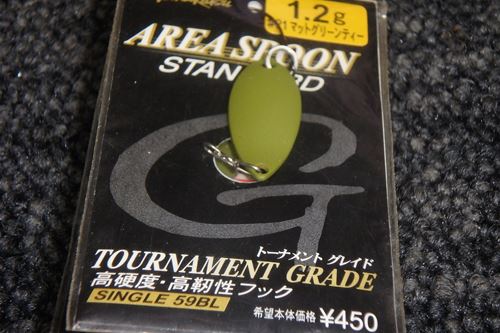 1.2g
マットグリーンティー
AREA SPOON
STANDARD
G
トーナメント グレイド
TOURNAMENT GRADE
高硬度・高靭性フック
SINGLE 59BL
希望本体価格 ¥450